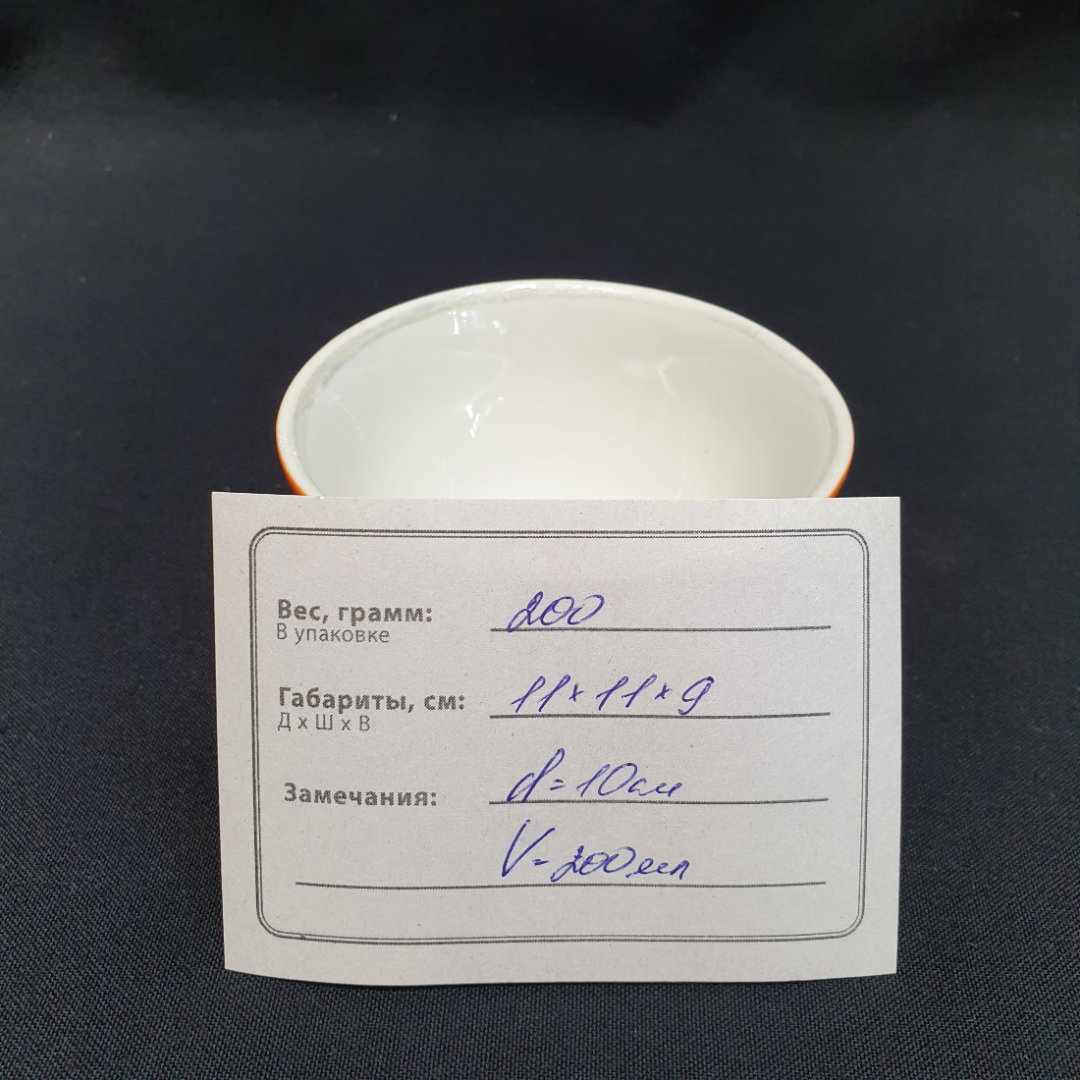 Вес, грамм: 200
В упаковке
Габариты, см: 11 x 11 x 9
Д x Ш x В
Замечания: d = 10см
V = 200мл